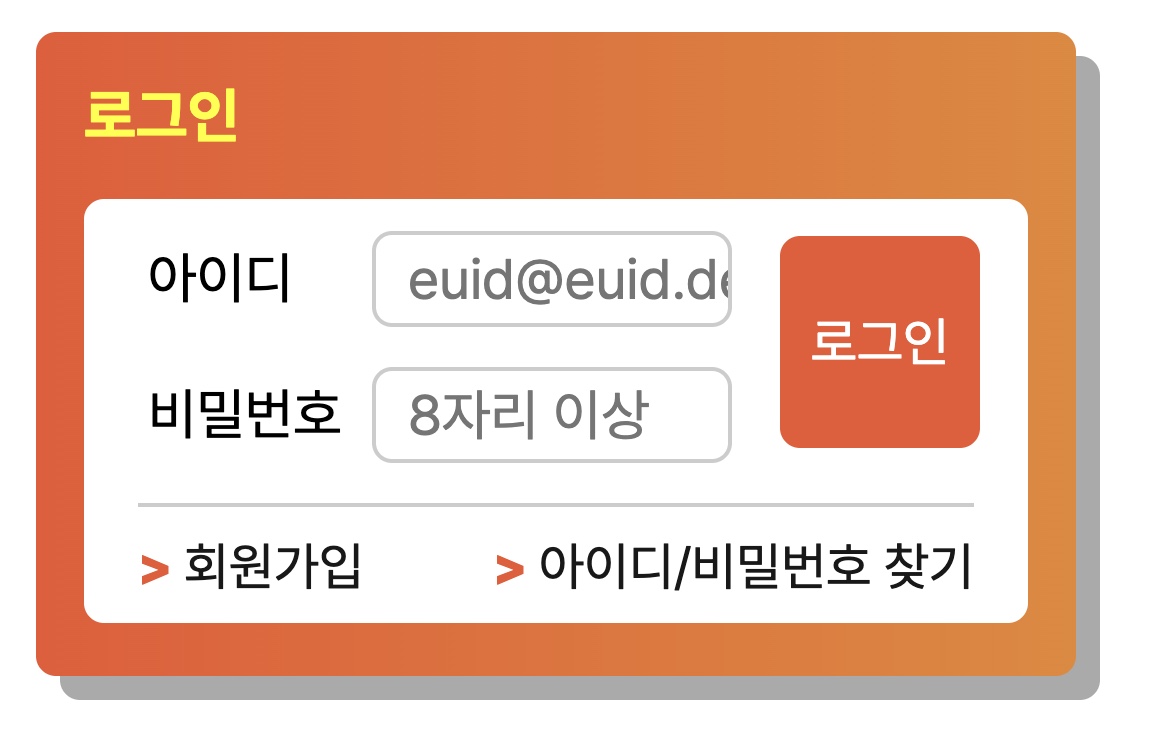 로그인
아이디
euid@euid.de
로그인
비밀번호
8자리 이상
> 회원가입
> 아이디/비밀번호 찾기